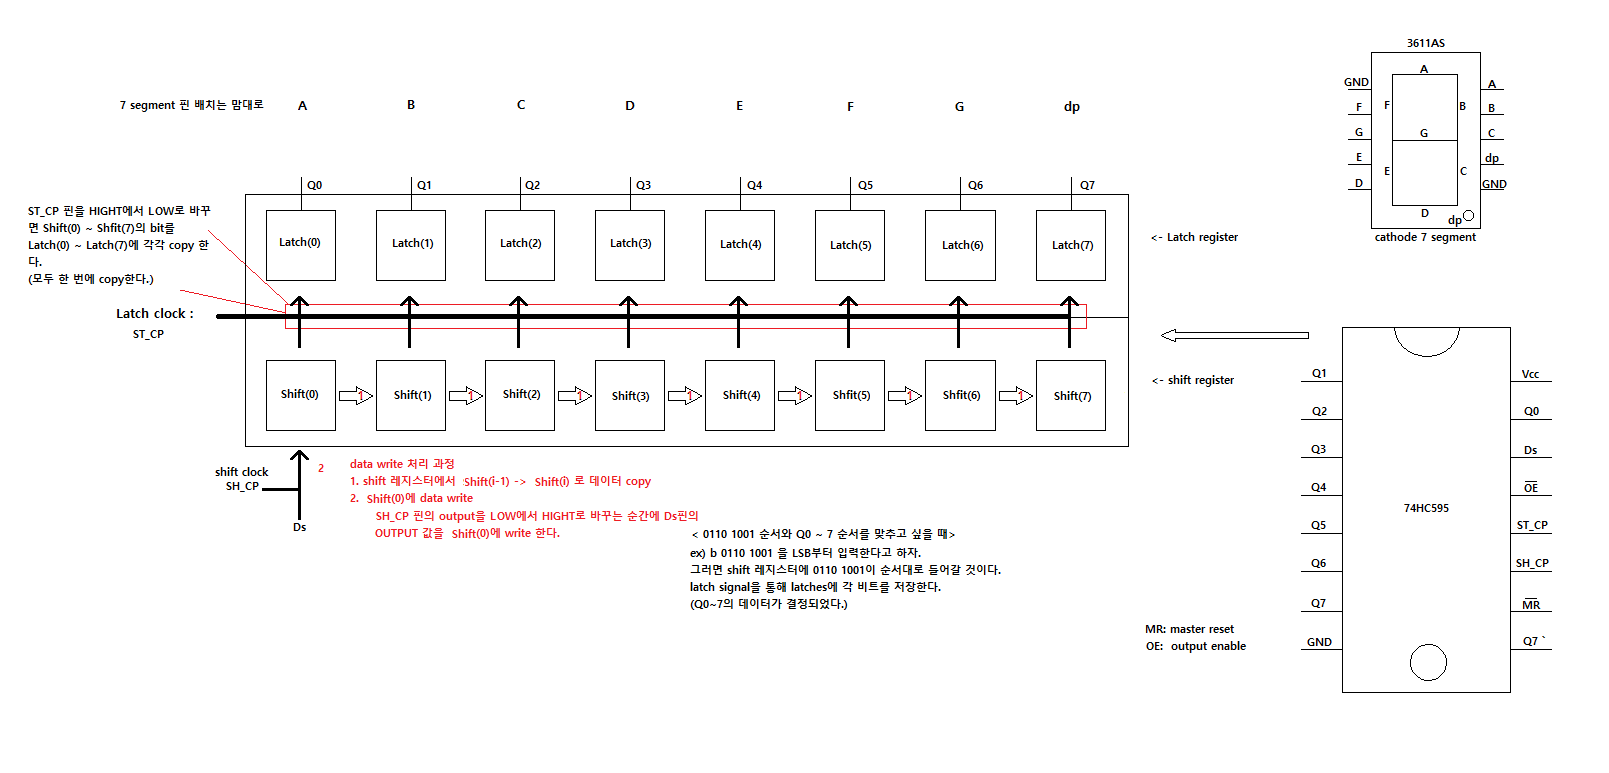 7 segment 핀 배치는 맘대로
A
B
C
D
E
F
G
dp
Q0
Q1
Q2
Q3
Q4
Q5
Q6
Q7
ST_CP 핀을 HIGHT에서 LOW로 바꾸
면 Shift(0) ~ Shfit(7)의 bit를
Latch(0) ~ Latch(7)에 각각 copy 한
다.
(모두 한 번에 copy한다.)
Latch(0)
Latch(1)
Latch(2)
Latch(3)
Latch(4)
Latch(5)
Latch(6)
Latch(7)
<- Latch register
Latch clock :
ST_CP
Shift(0)
1
Shift(1)
1
Shift(2)
1
Shift(3)
1
Shift(4)
1
Shfit(5)
1
Shfit(6)
1
Shift(7)
<- shift register
shift clock
SH_CP
Ds
2
data write 처리 과정
1. shift 레지스터에서 Shift(i-1) -> Shift(i) 로 데이터 copy
2. Shift(0)에 data write
SH_CP 핀의 output을 LOW에서 HIGHT로 바꾸는 순간에 Ds핀의
OUTPUT 값을 Shift(0)에 write 한다.
< 0110 1001 순서와 Q0 ~ 7 순서를 맞추고 싶을 때>
ex) b 0110 1001 을 LSB부터 입력한다고 하자.
그러면 shift 레지스터에 0110 1001이 순서대로 들어갈 것이다.
latch signal을 통해 latches에 각 비트를 저장한다.
(Q0~7의 데이터가 결정되었다.)
3611AS
GND
F
G
E
D
A
F
B
G
E
C
D
dp
A
B
C
dp
GND
cathode 7 segment
Q1
Q2
Q3
Q4
Q5
Q6
Q7
GND
74HC595
Vcc
Q0
Ds
OE
ST_CP
SH_CP
MR
Q7 `
MR: master reset
OE: output enable